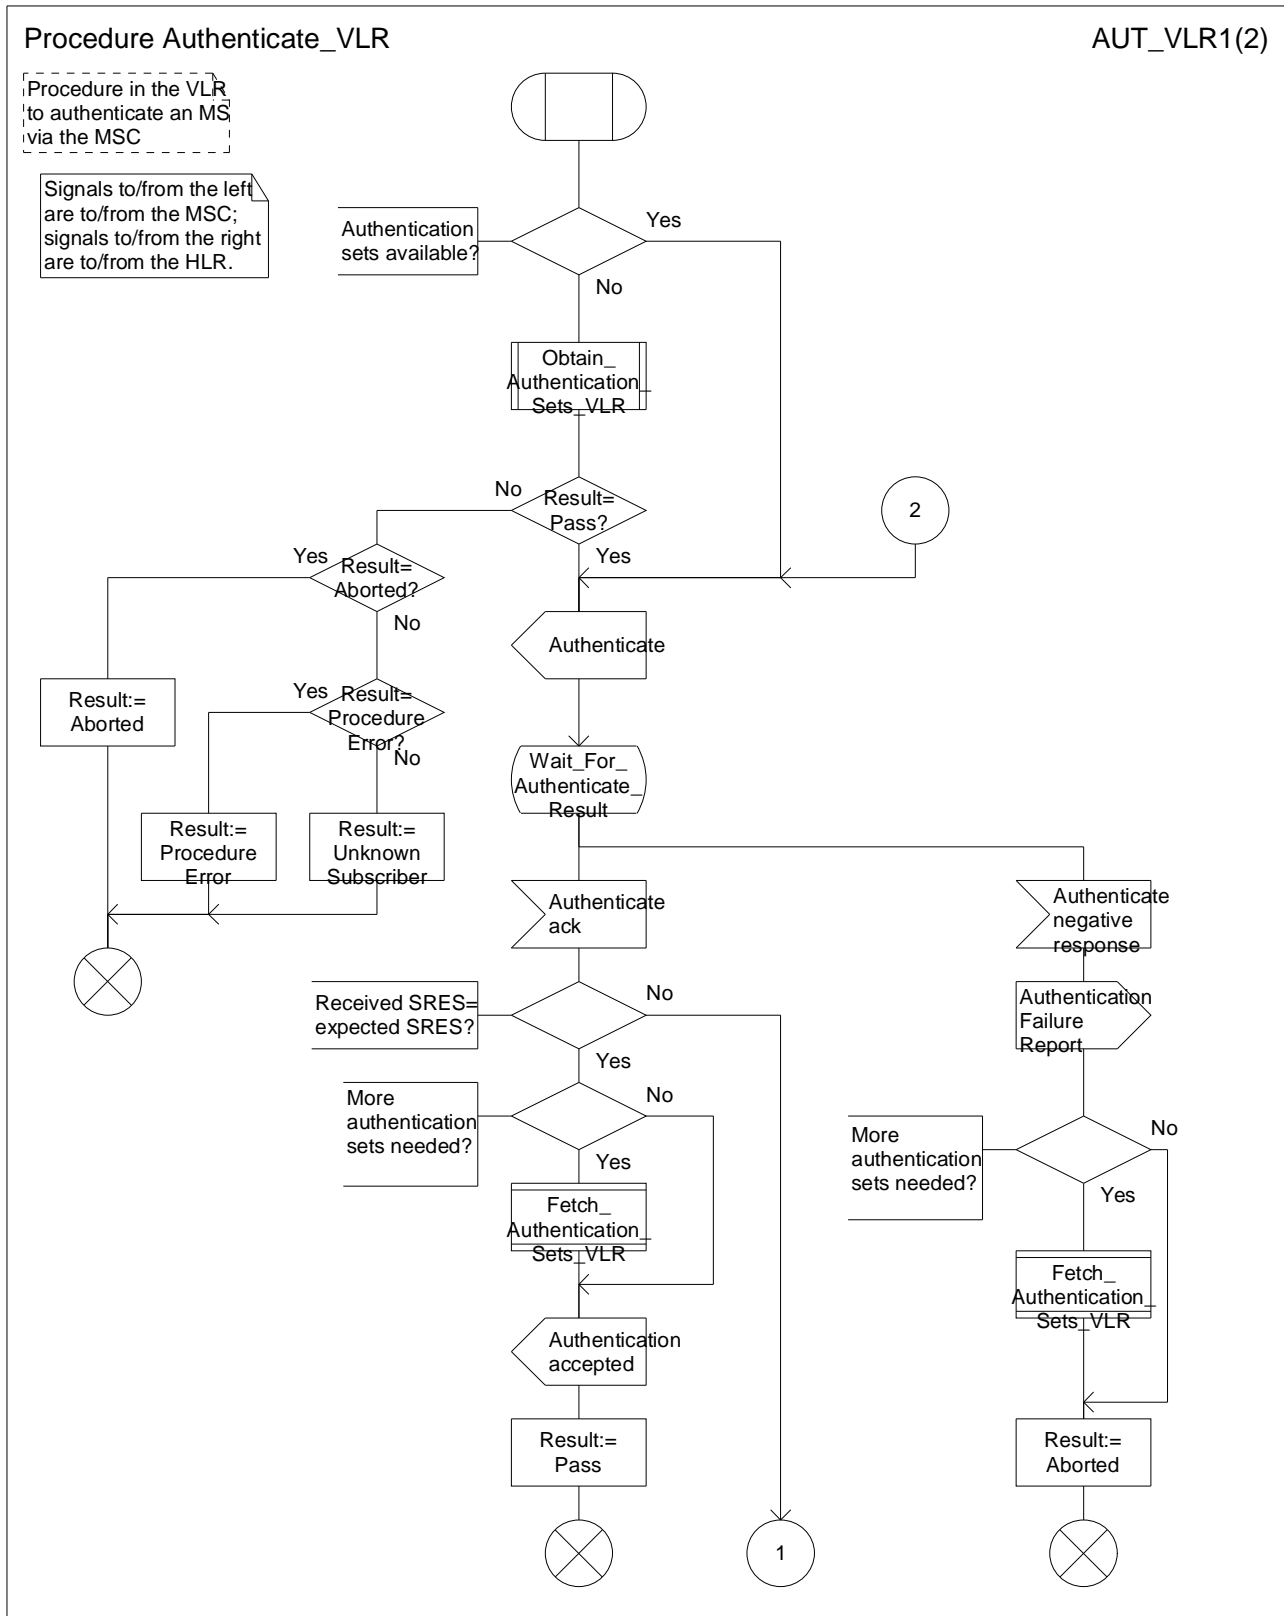 Procedure Authenticate_VLR
AUT_VLR1(2)
Procedure in the VLR
to authenticate an MS
via the MSC
Signals to/from the left
are to/from the MSC;
signals to/from the right
are to/from the HLR.
Authentication
sets available?
Yes
No
Obtain_
Authentication_
Sets_VLR
No
Result=
Pass?
Yes
2
Yes
Result=
Aborted?
No
Authenticate
Result:=
Aborted
Yes
Result=
Procedure
Error?
No
Wait_For_
Authenticate_
Result
Result:=
Procedure
Error
Result:=
Unknown
Subscriber
Authenticate
ack
Authenticate
negative
response
Received SRES=
expected SRES?
No
Yes
Authentication
Failure
Report
More
authentication
sets needed?
No
Yes
More
authentication
sets needed?
No
Yes
Fetch_
Authentication_
Sets_VLR
Fetch_
Authentication_
Sets_VLR
Authentication
accepted
Result:=
Pass
Result:=
Aborted
1